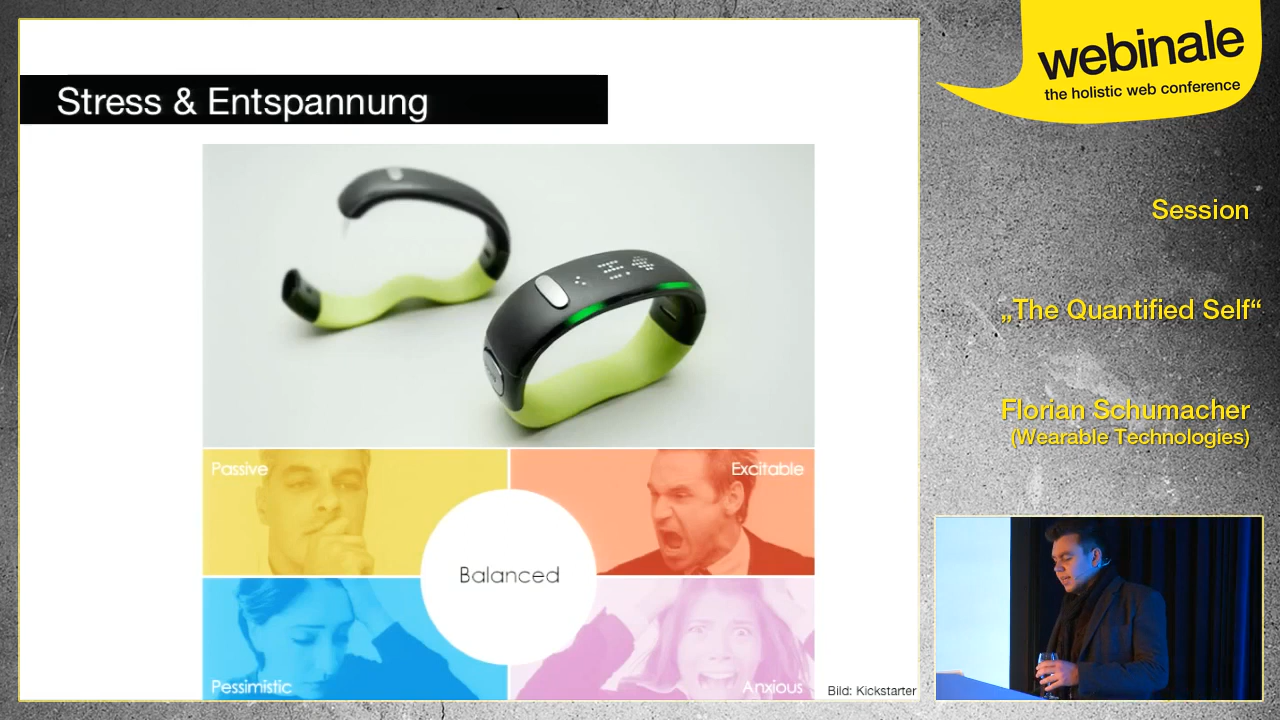 Stress & Entspannung
Passive
Excitable
Balanced
Pessimistic
Anxious
Bild: Kickstarter
webinale
the holistic web conference
Session
„The Quantified Self“
Florian Schumacher
(Wearable Technologies)